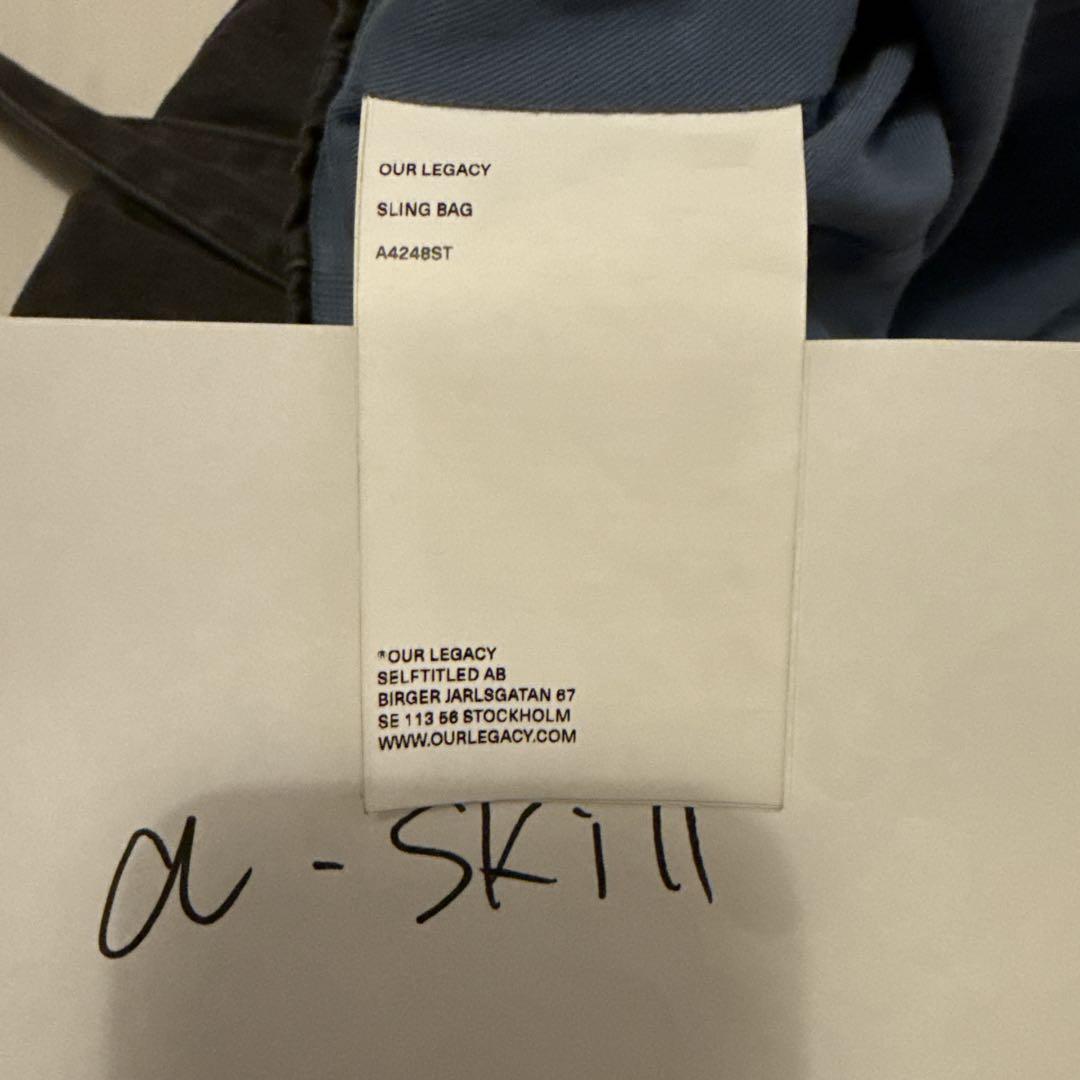 OUR LEGACY
SLING BAG
A4248ST
®OUR LEGACY
SELFTITLED AB
BIRGER JARLSGATAN 67
SE 113 56 STOCKHOLM
WWW.OURLEGACY.COM
a - skill